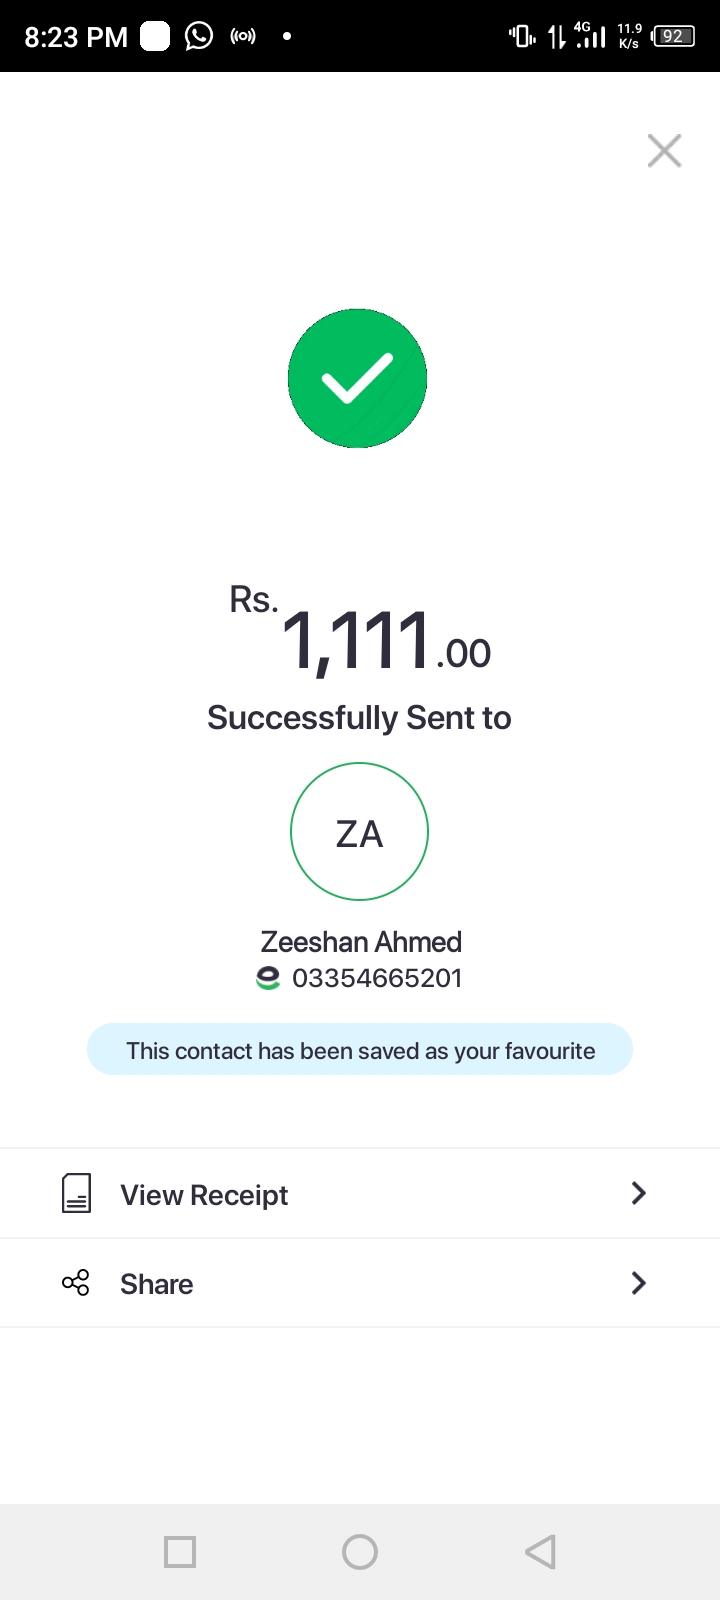 8:23 PM
4G
11.9
K/s
92
Rs. 1,111.00
Successfully Sent to
ZA
Zeeshan Ahmed
03354665201
This contact has been saved as your favourite
View Receipt
Share